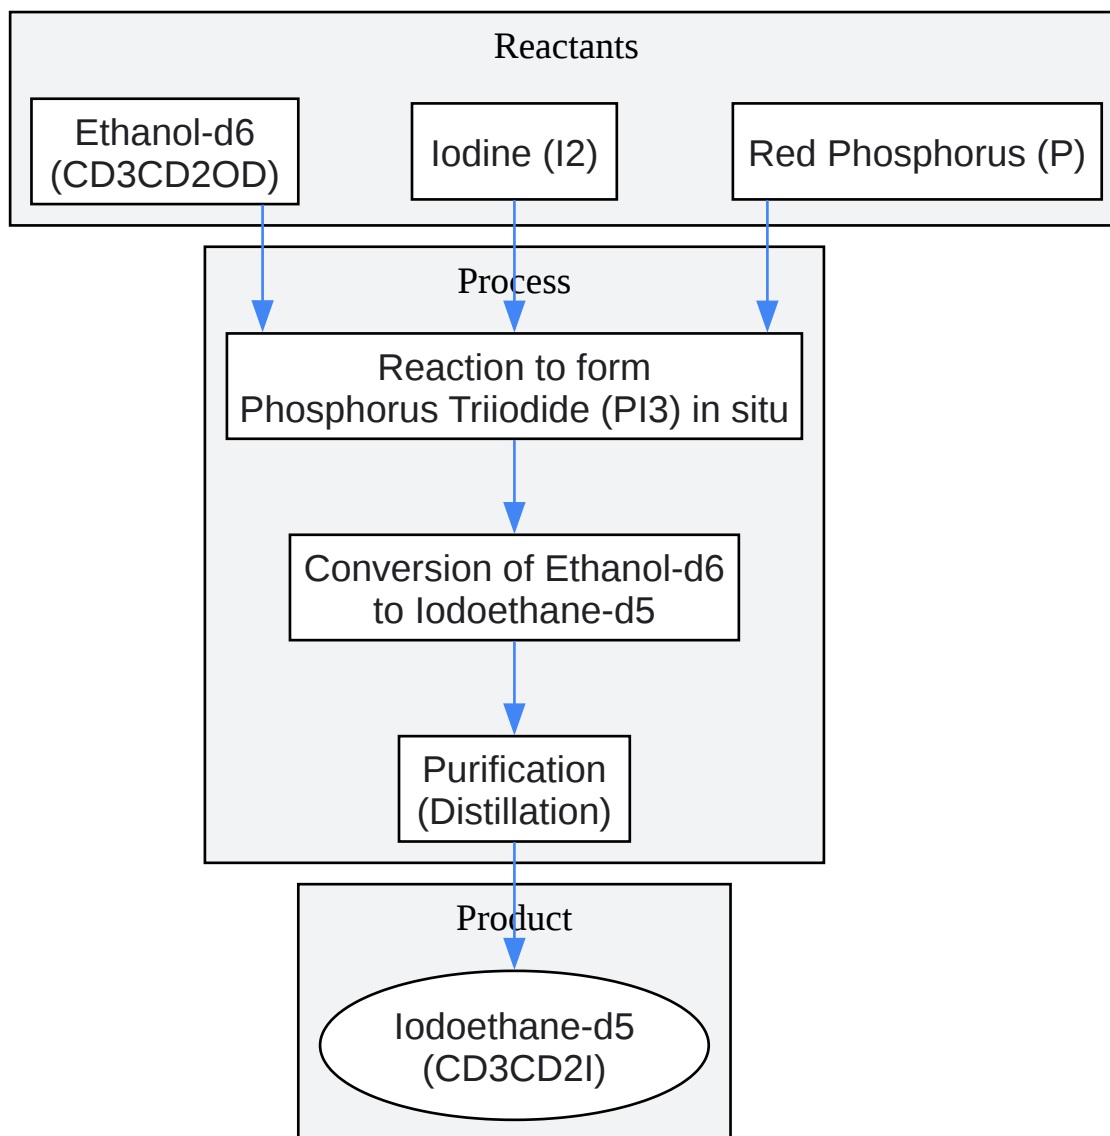 Reactants
Ethanol-d6
(CD3CD2OD)
Iodine (I2)
Red Phosphorus (P)
Process
Reaction to form
Phosphorus Triiodide (PI3) in situ
Conversion of Ethanol-d6
to Iodoethane-d5
Purification
(Distillation)
Product
Iodoethane-d5
(CD3CD2I)